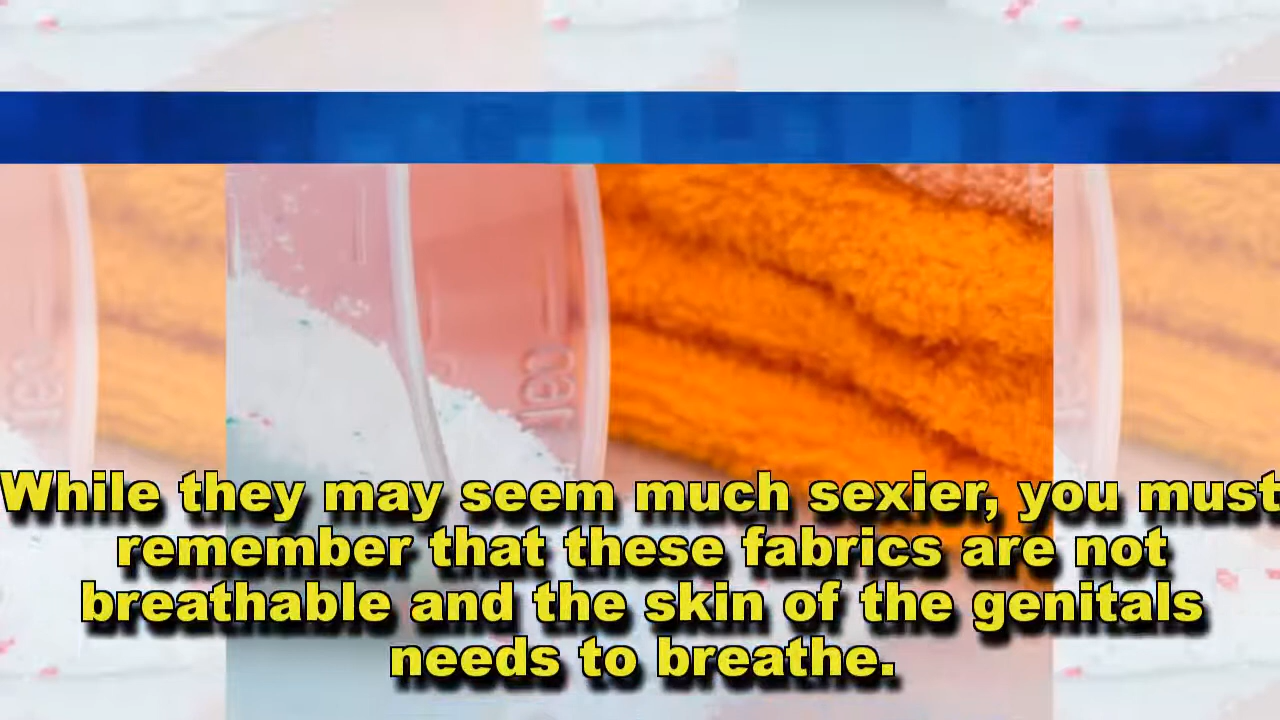 While they may seem much sexier, you must
remember that these fabrics are not
breathable and the skin of the genitals
needs to breathe.